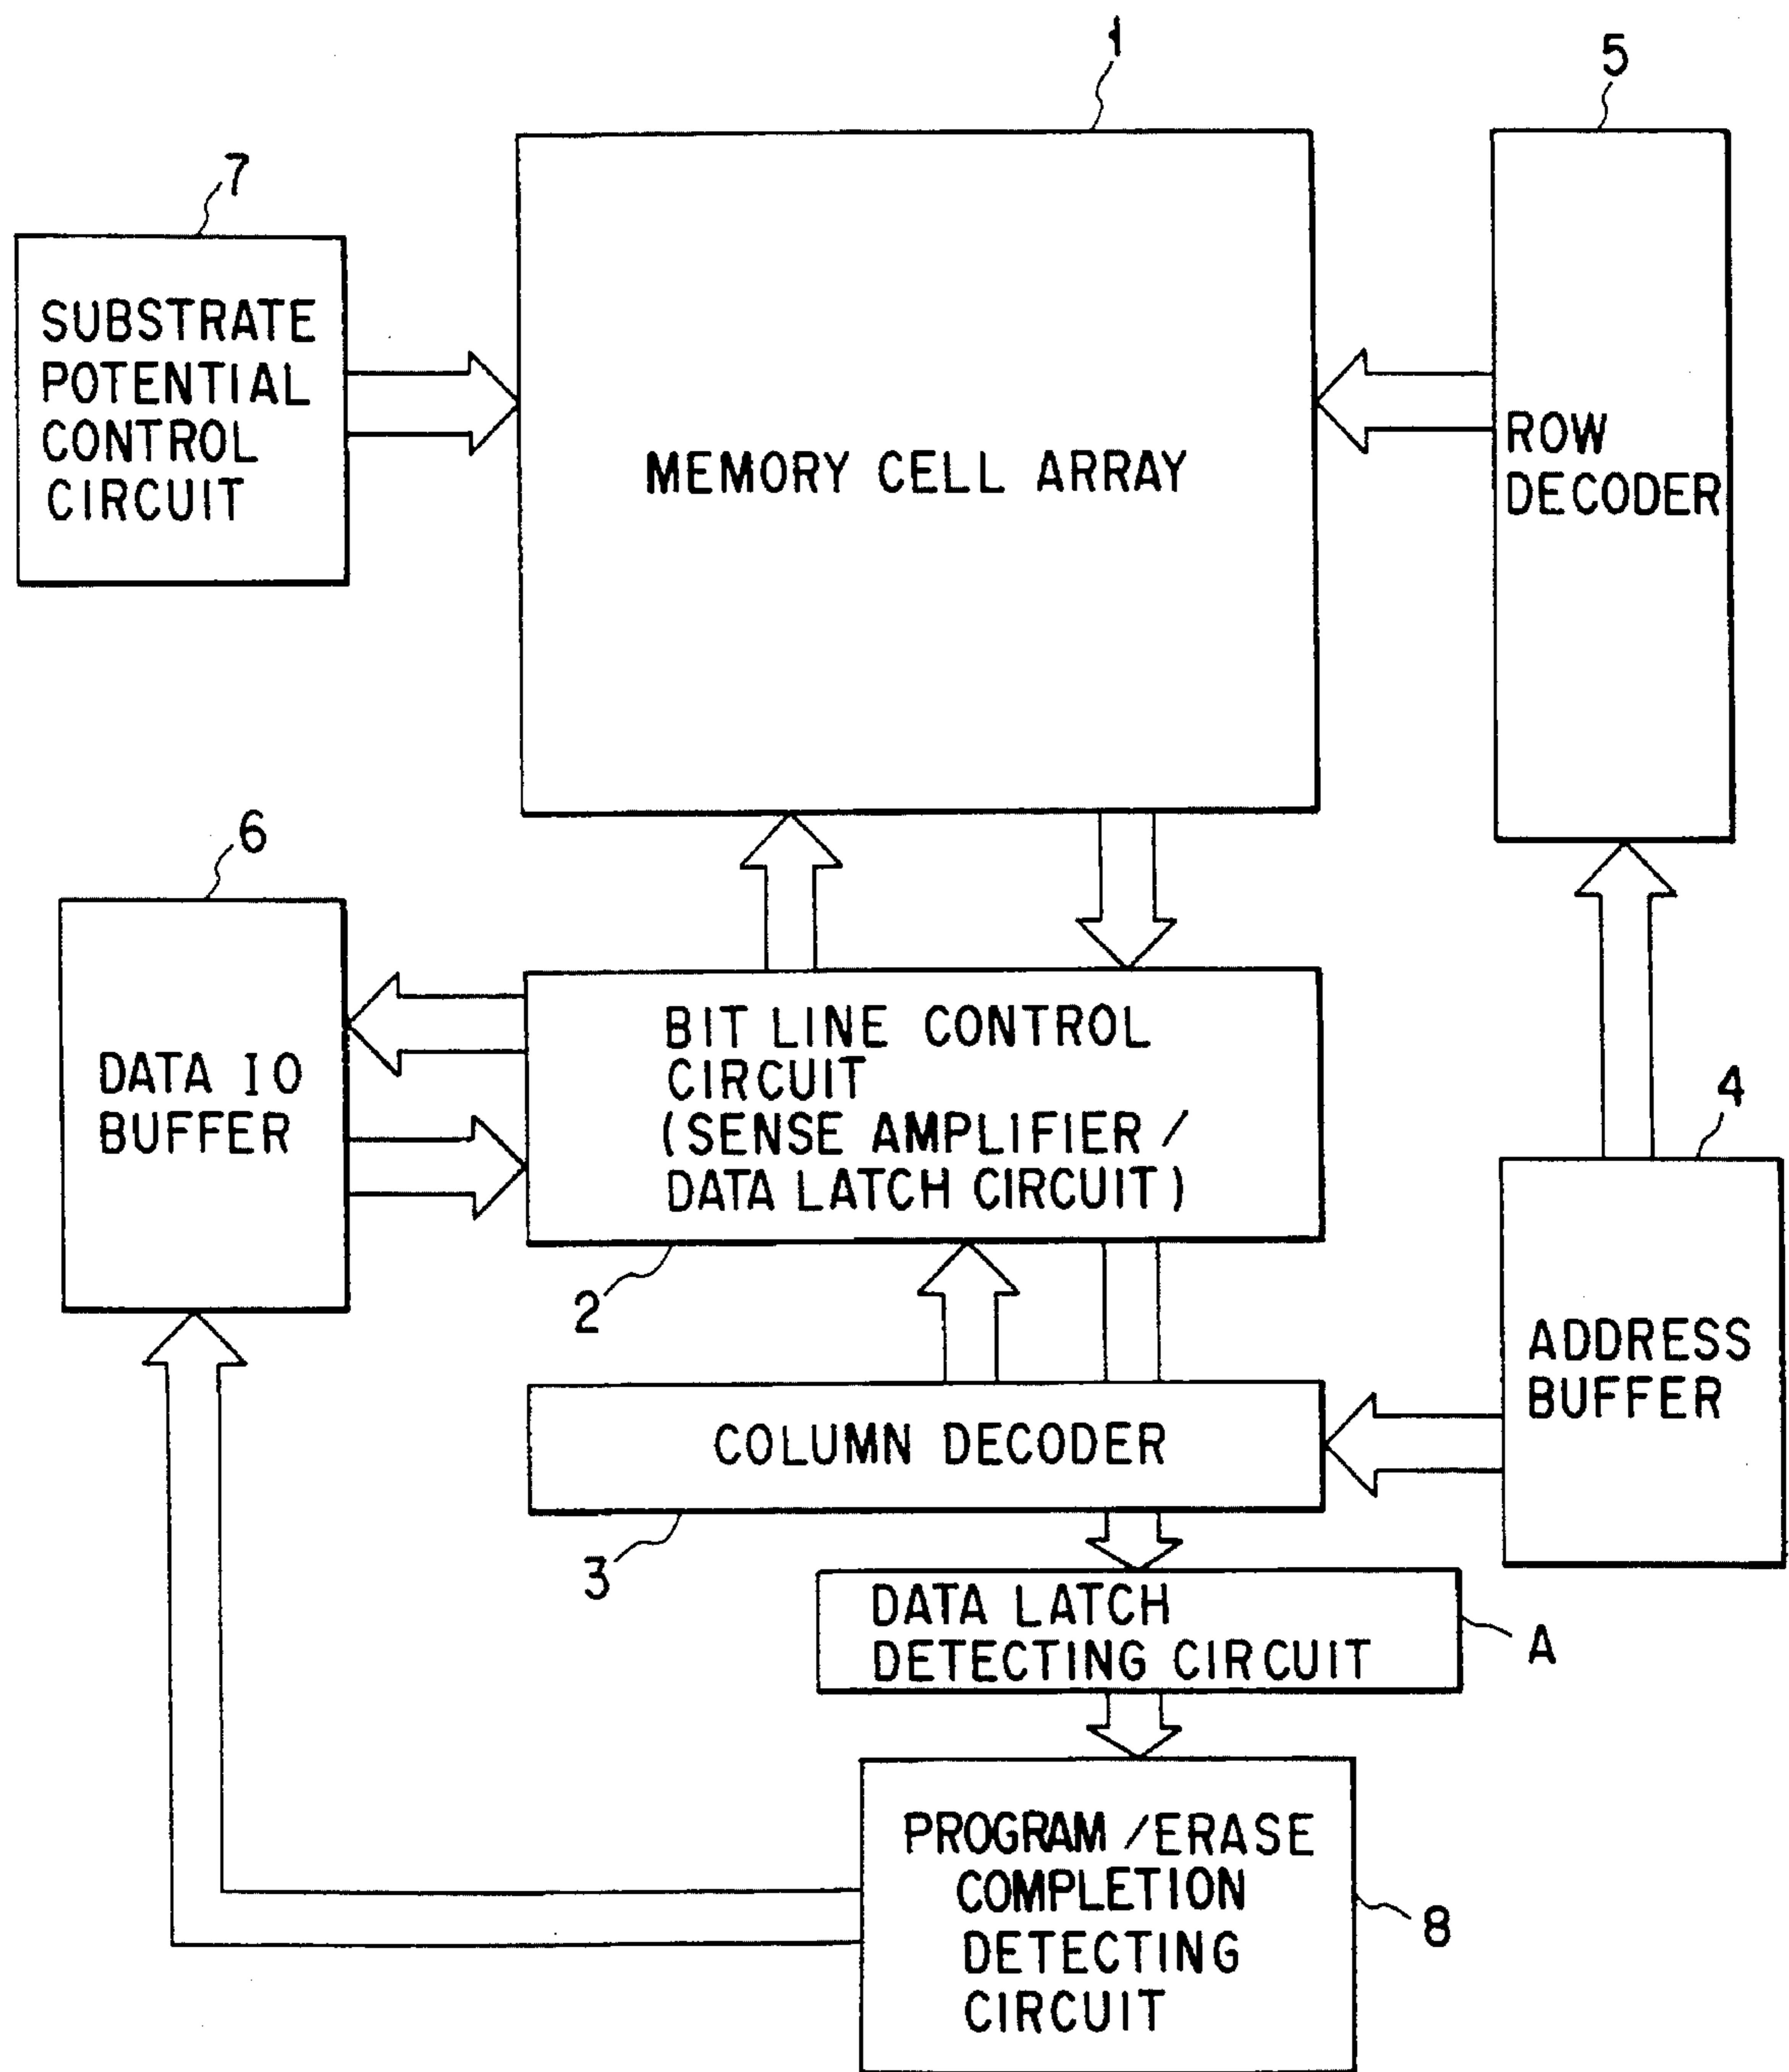 1
5
7
SUBSTRATE
POTENTIAL
CONTROL
CIRCUIT
MEMORY CELL ARRAY
ROW
DECODER
6
DATA IO
BUFFER
BIT LINE CONTROL
CIRCUIT
(SENSE AMPLIFIER /
DATA LATCH CIRCUIT)
2
4
ADDRESS
BUFFER
COLUMN DECODER
3
DATA LATCH
DETECTING CIRCUIT
A
PROGRAM /ERASE
COMPLETION
DETECTING
CIRCUIT
8